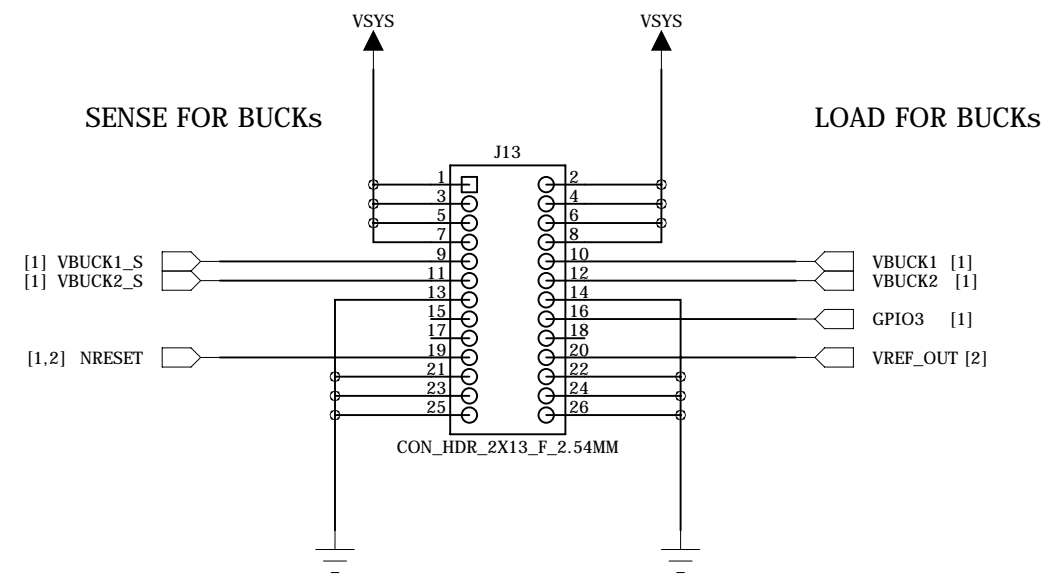 VSYS VSYS
SENSE FOR BUCKs LOAD FOR BUCKs
J13
1 2
3 4
5 6
7 8
[1] VBUCK1_S 9 10 VBUCK1 [1]
[1] VBUCK2_S 11 12 VBUCK2 [1]
13 14
15 16 GPIO3 [1]
17 18
[1,2] NRESET 19 20 VREF_OUT [2]
21 22
23 24
25 26
CON_HDR_2X13_F_2.54MM